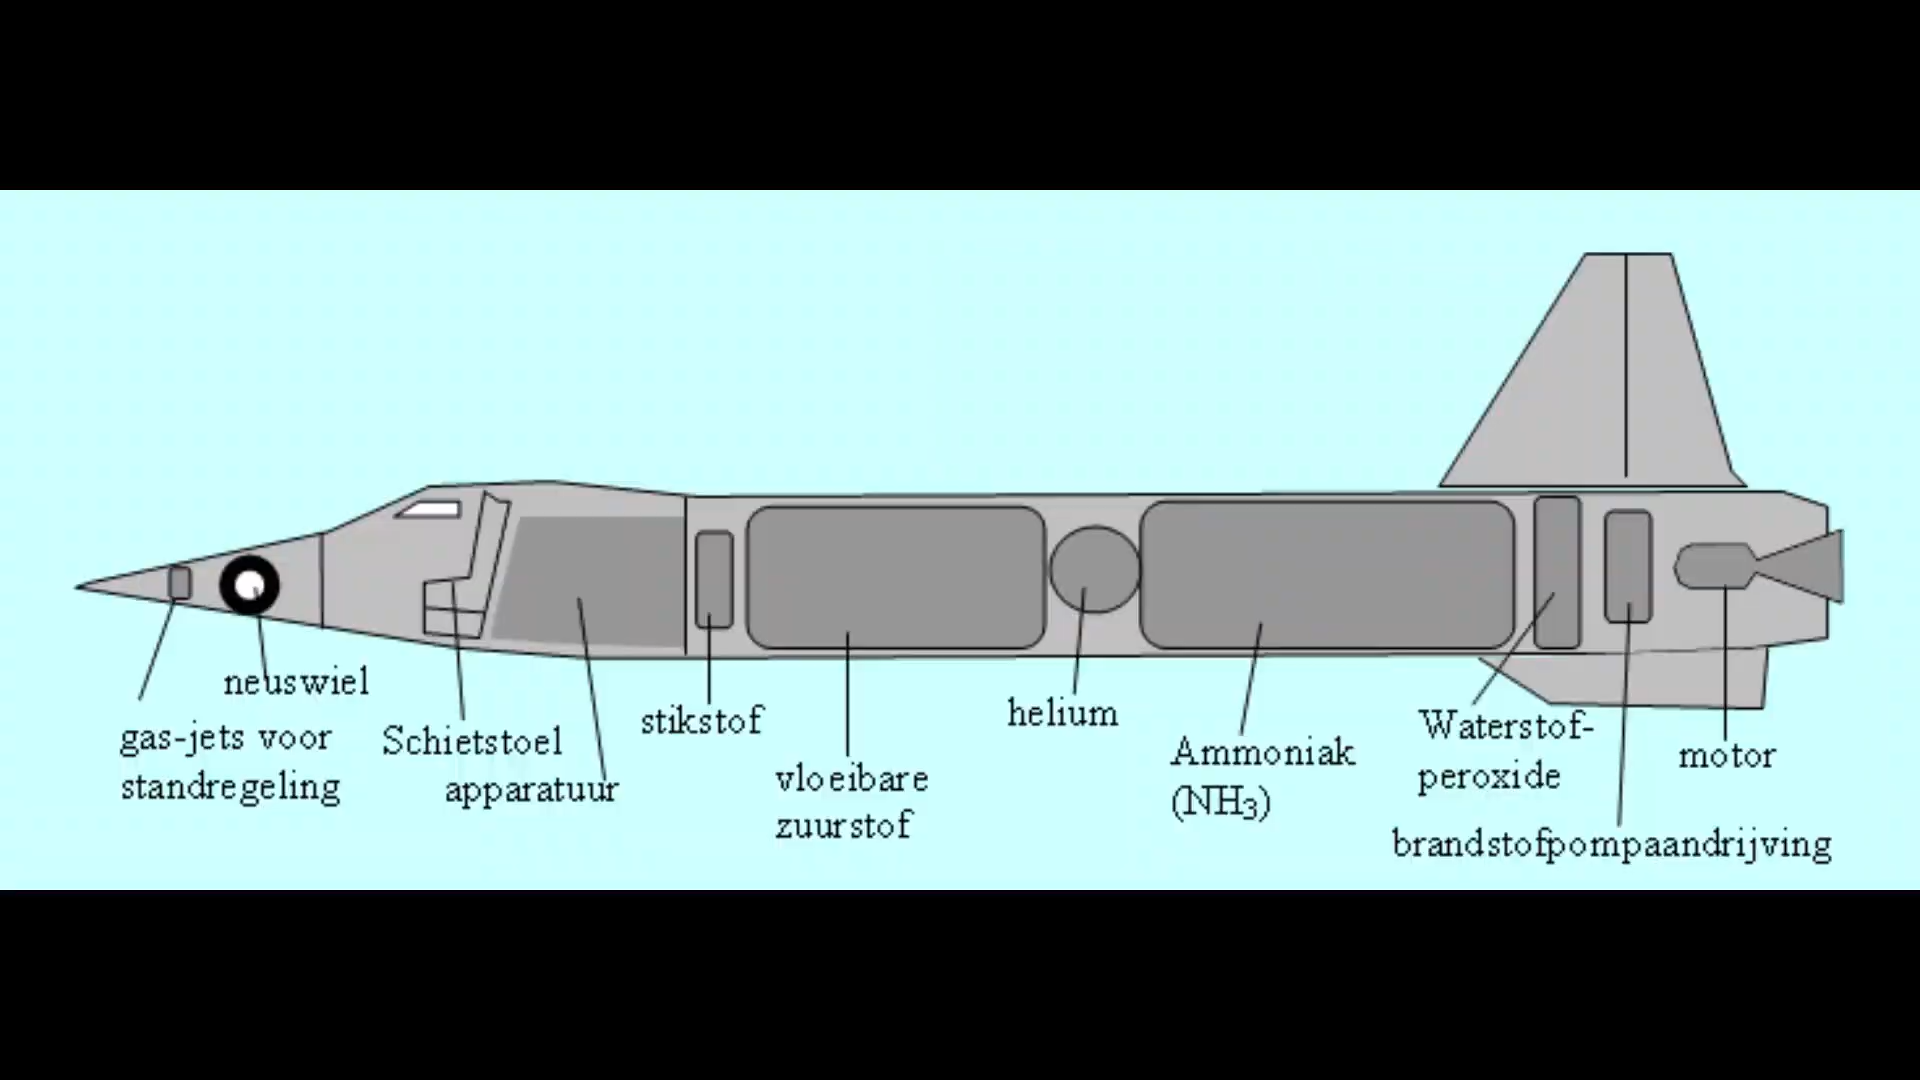 neuswiel
gas-jets voor
standregeling
Schietstoel
apparatuur
stikstof
vloeibare
zuurstof
helium
Ammoniak
(NH3)
Waterstof-
peroxide
brandstofpompaandrijving
motor